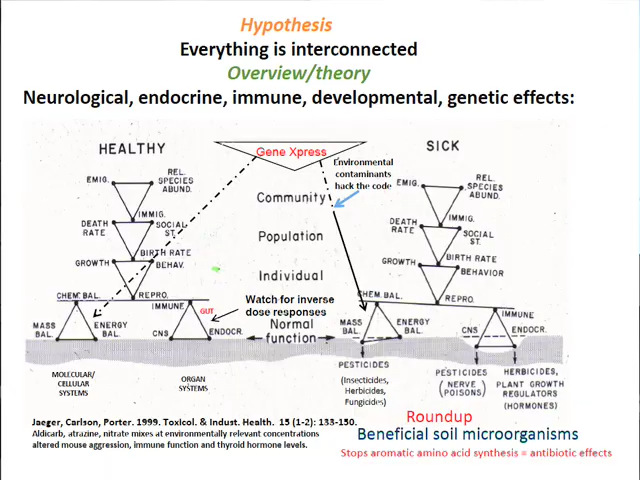 Hypothesis
Everything is interconnected
Overview/theory
Neurological, endocrine, immune, developmental, genetic effects:
HEALTHY
Gene Xpress
SICK
Environmental
contaminants
hack the code
EMIG.
REL.
SPECIES
ABUND.
IMMIG.
DEATH
RATE
SOCIAL
ST.
BIRTH RATE
GROWTH
BEHAV.
REPRO.
CHEM. BAL.
IMMUNE
GUT
MASS
BAL.
ENERGY
BAL.
CNS
ENDOCR.
Community
Population
Individual
Watch for inverse
dose responses
Normal
function
EMIG.
REL.
SPECIES
ABUND.
IMMIG.
DEATH
RATE
SOCIAL
ST.
BIRTH RATE
GROWTH
BEHAVIOR
REPRO.
CHEM. BAL.
IMMUNE
MASS
BAL.
ENERGY
BAL.
CNS
ENDOCR.
MOLECULAR/
CELLULAR
SYSTEMS
ORGAN
SYSTEMS
PESTICIDES
(Insecticides,
Herbicides,
Fungicides)
PESTICIDES
(NERVE
POISONS)
HERBICIDES,
PLANT GROWTH
REGULATORS
(HORMONES)
Jaeger, Carlson, Porter. 1999. Toxicol. & Indust. Health. 15 (1-2): 133-150.
Aldicarb, atrazine, nitrate mixes at environmentally relevant concentrations
altered mouse aggression, immune function and thyroid hormone levels.
Roundup
Beneficial soil microorganisms
Stops aromatic amino acid synthesis = antibiotic effects